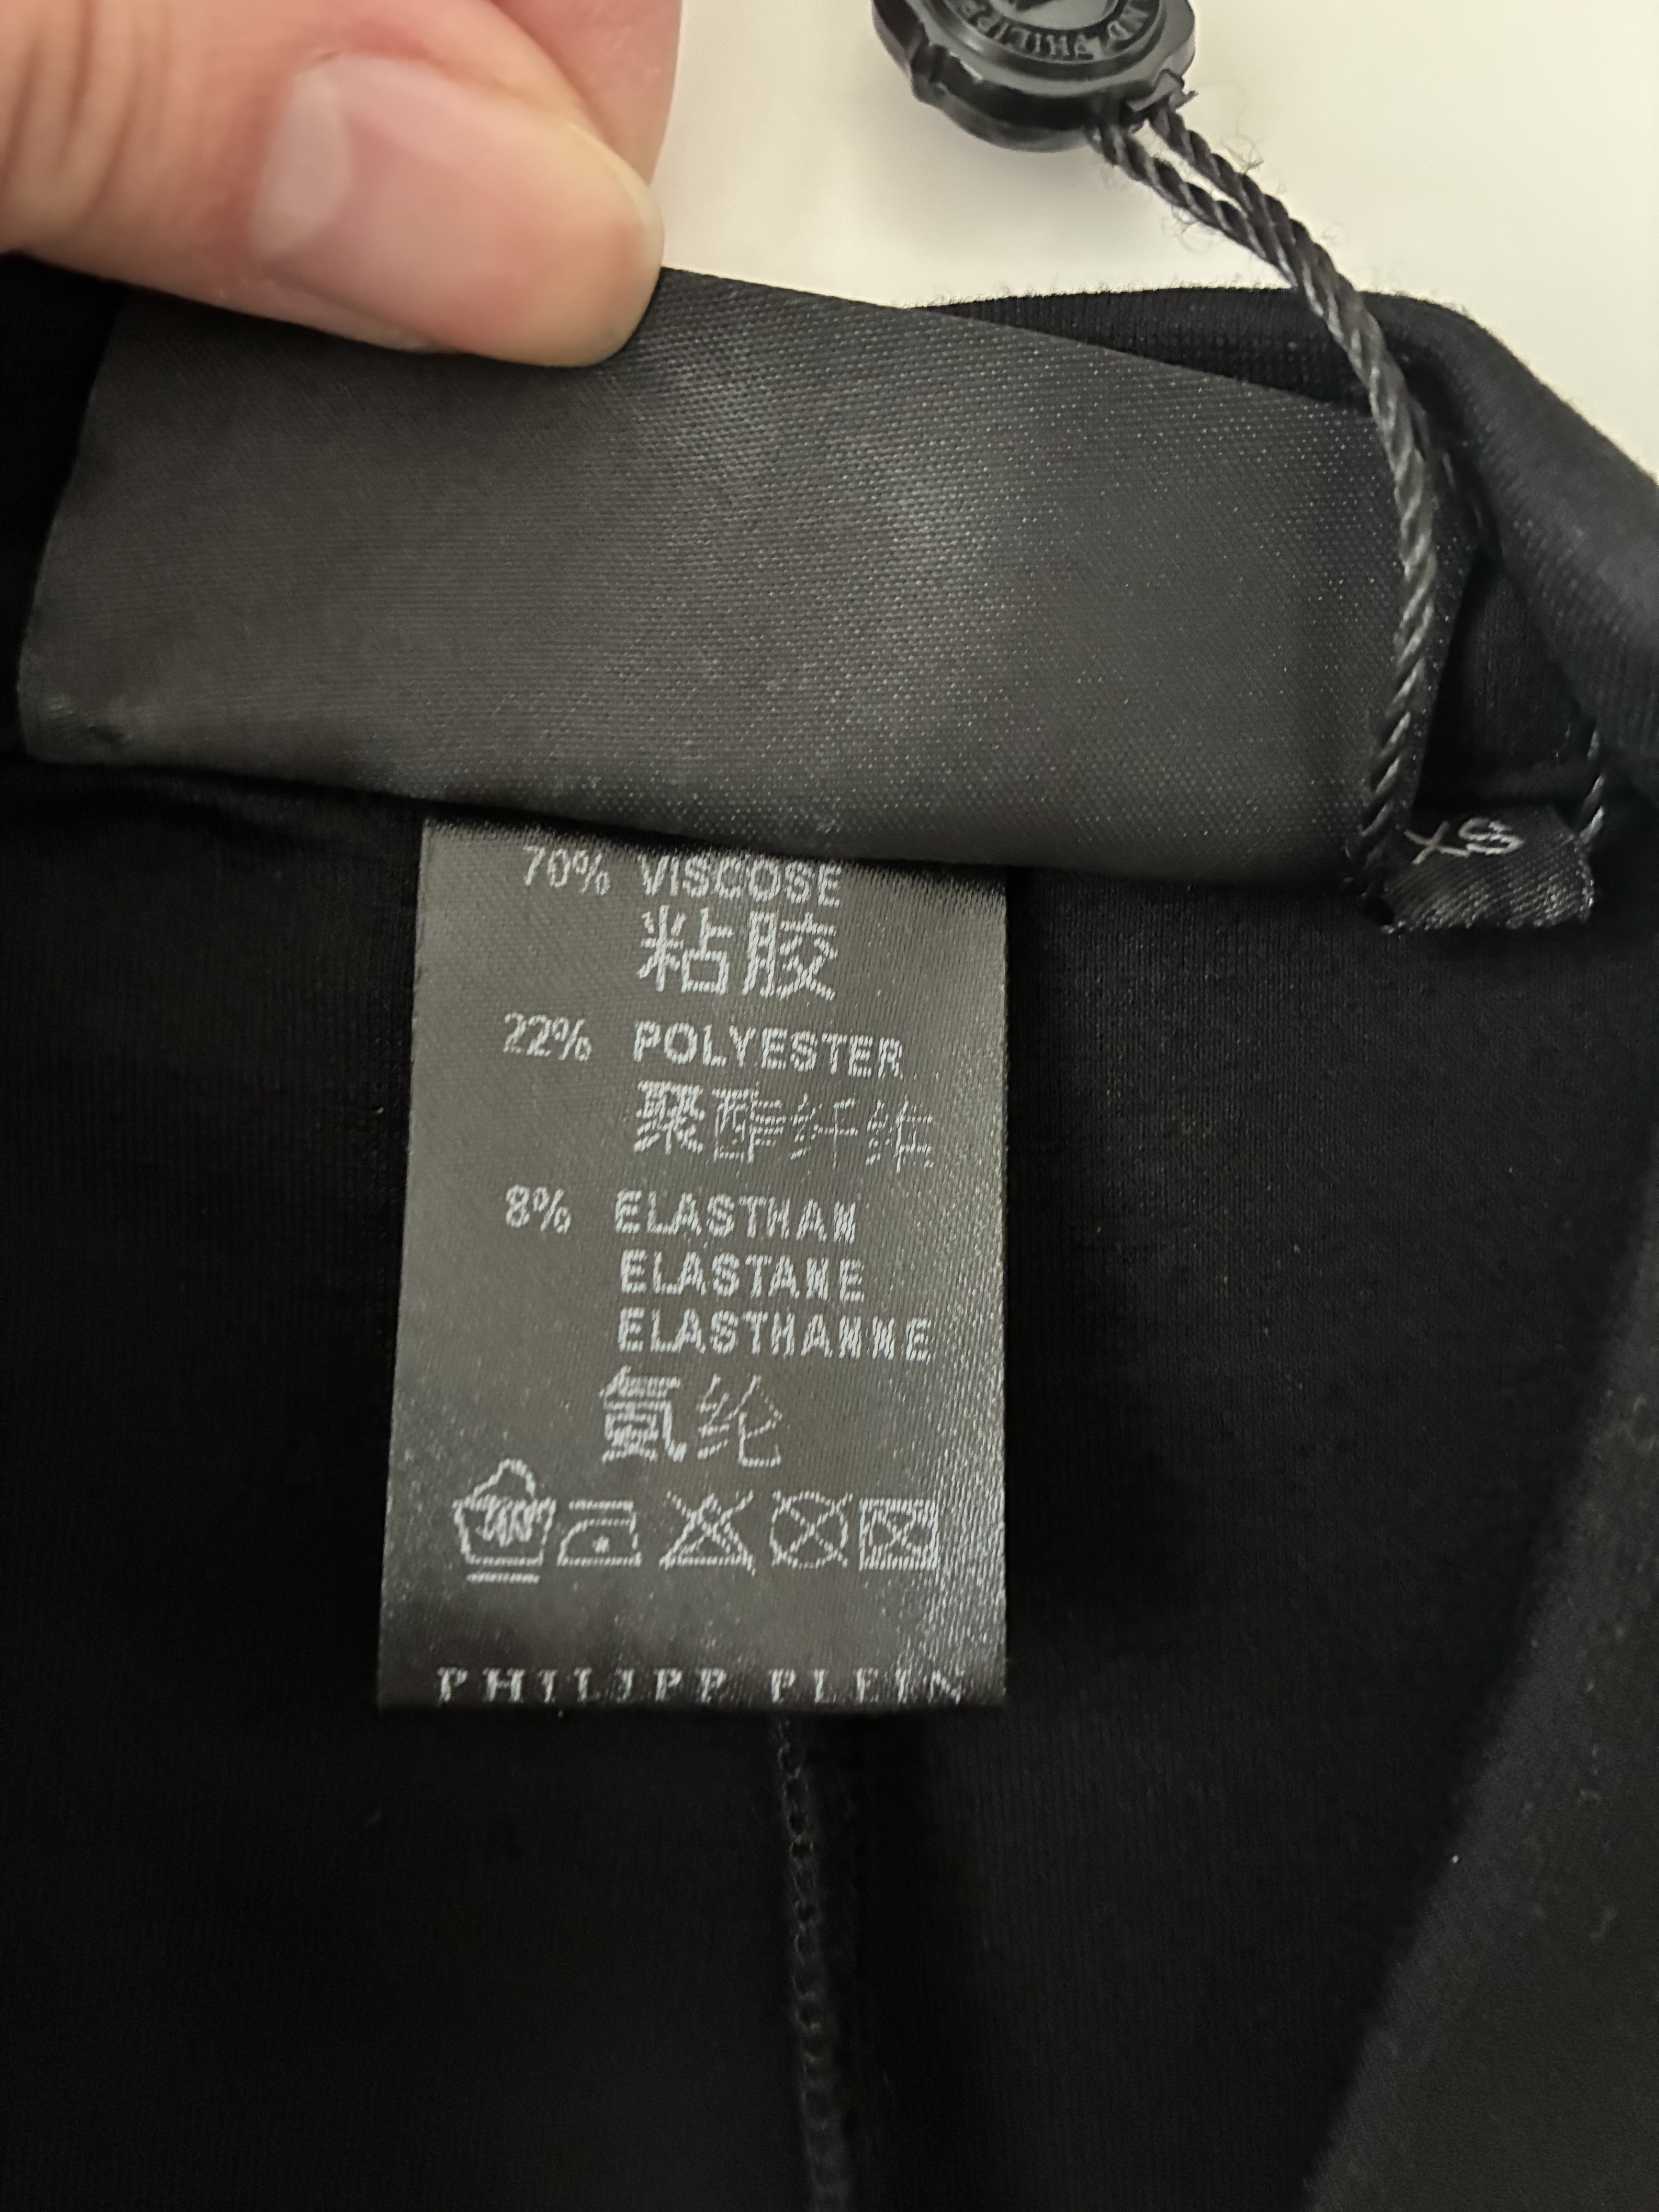 PHILIPP
XS
70% VISCOSE
粘胶
22% POLYESTER
聚酯纤维
8% ELASTHAN
ELASTANE
ELASTHANNE
氨纶
PHILIPP PLEIN